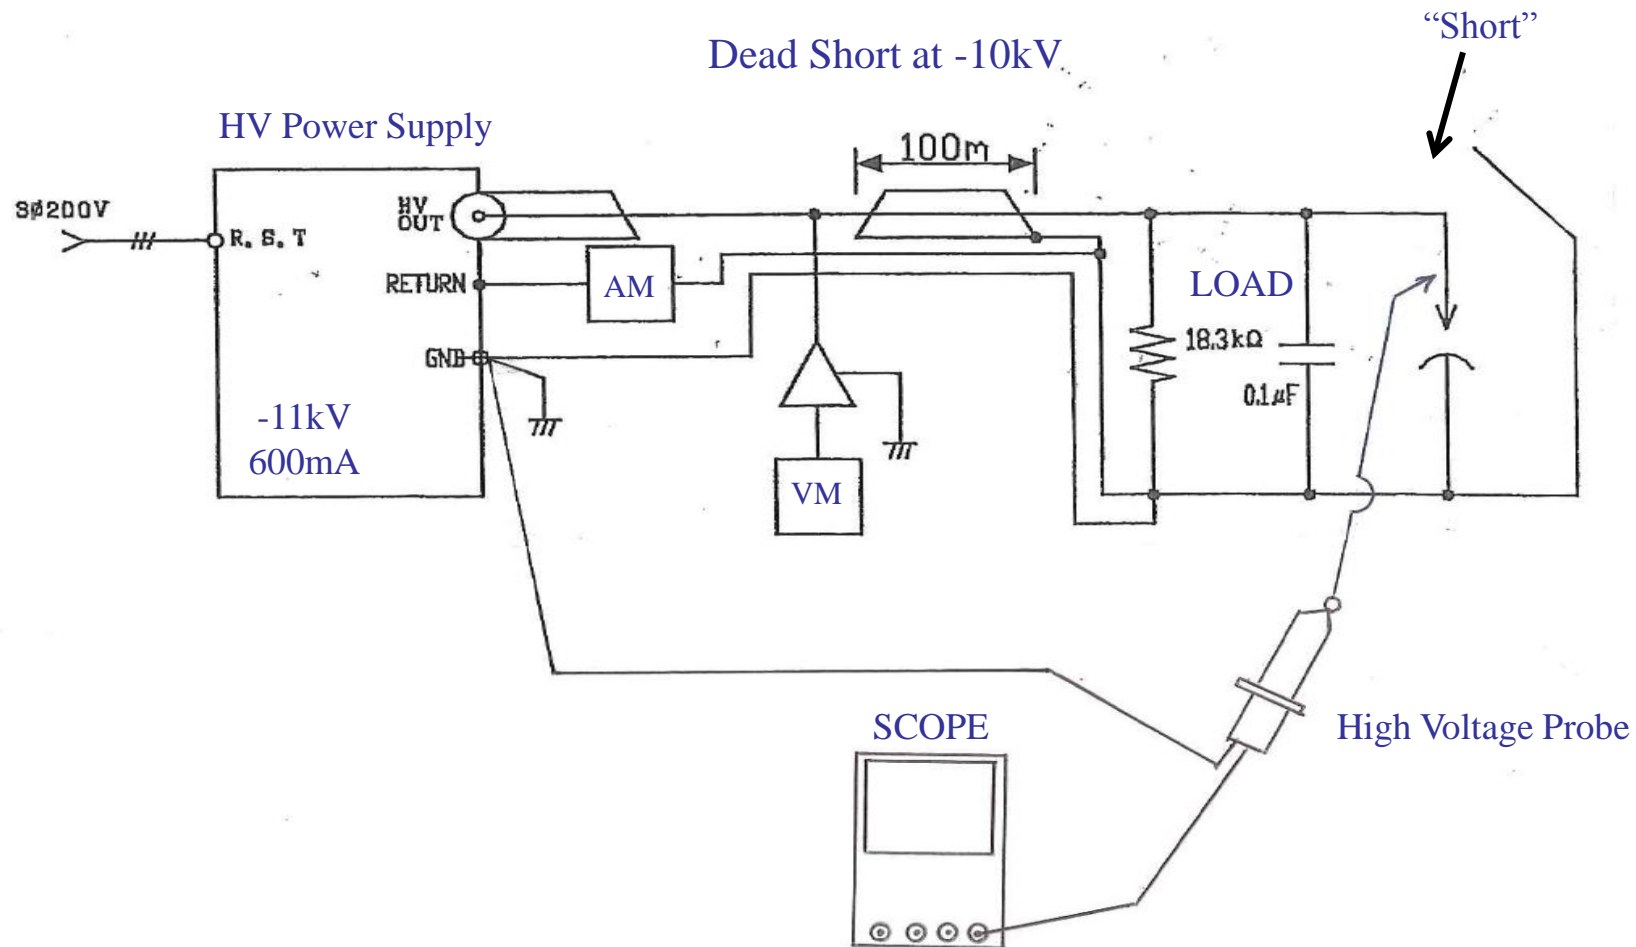 “Short”
Dead Short at -10kV
HV Power Supply
100m
3ø200V
R. S. T
HV
OUT
RETURN
AM
LOAD
18.3kΩ
GND
0.1µF
-11kV
600mA
VM
SCOPE
High Voltage Probe